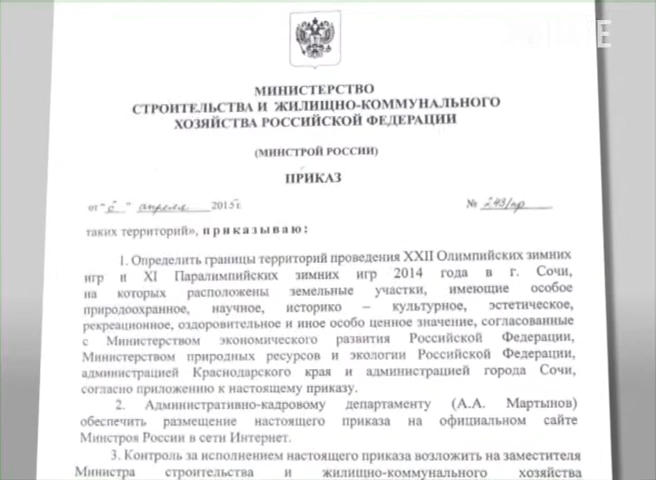 МИНИСТЕРСТВО
СТРОИТЕЛЬСТВА И ЖИЛИЩНО-КОММУНАЛЬНОГО
ХОЗЯЙСТВА РОССИЙСКОЙ ФЕДЕРАЦИИ
(МИНСТРОЙ РОССИИ)
ПРИКАЗ
от " " апреля 2015 г. № 243/пр
таких территорий», приказываю:
1. Определить границы территорий проведения XXII Олимпийских зимних
игр и XI Паралимпийских зимних игр 2014 года в г. Сочи,
на которых расположены земельные участки, имеющие особое
природоохранное, научное, историко – культурное, эстетическое,
рекреационное, оздоровительное и иное особо ценное значение, согласованные
с Министерством экономического развития Российской Федерации,
Министерством природных ресурсов и экологии Российской Федерации,
администрацией Краснодарского края и администрацией города Сочи,
согласно приложению к настоящему приказу.
2. Административно-кадровому департаменту (А.А. Мартынов)
обеспечить размещение настоящего приказа на официальном сайте
Минстроя России в сети Интернет.
3. Контроль за исполнением настоящего приказа возложить на заместителя
Министра строительства и жилищно-коммунального хозяйства